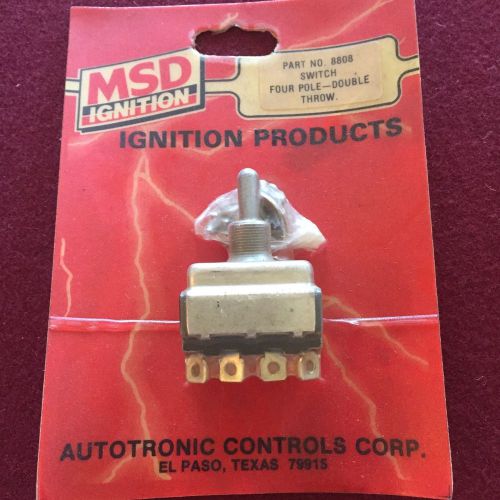 MSD
IGNITION
PART NO. 8808
SWITCH
FOUR POLE—DOUBLE
THROW.
IGNITION PRODUCTS
AUTOTRONIC CONTROLS CORP.
EL PASO, TEXAS 79915